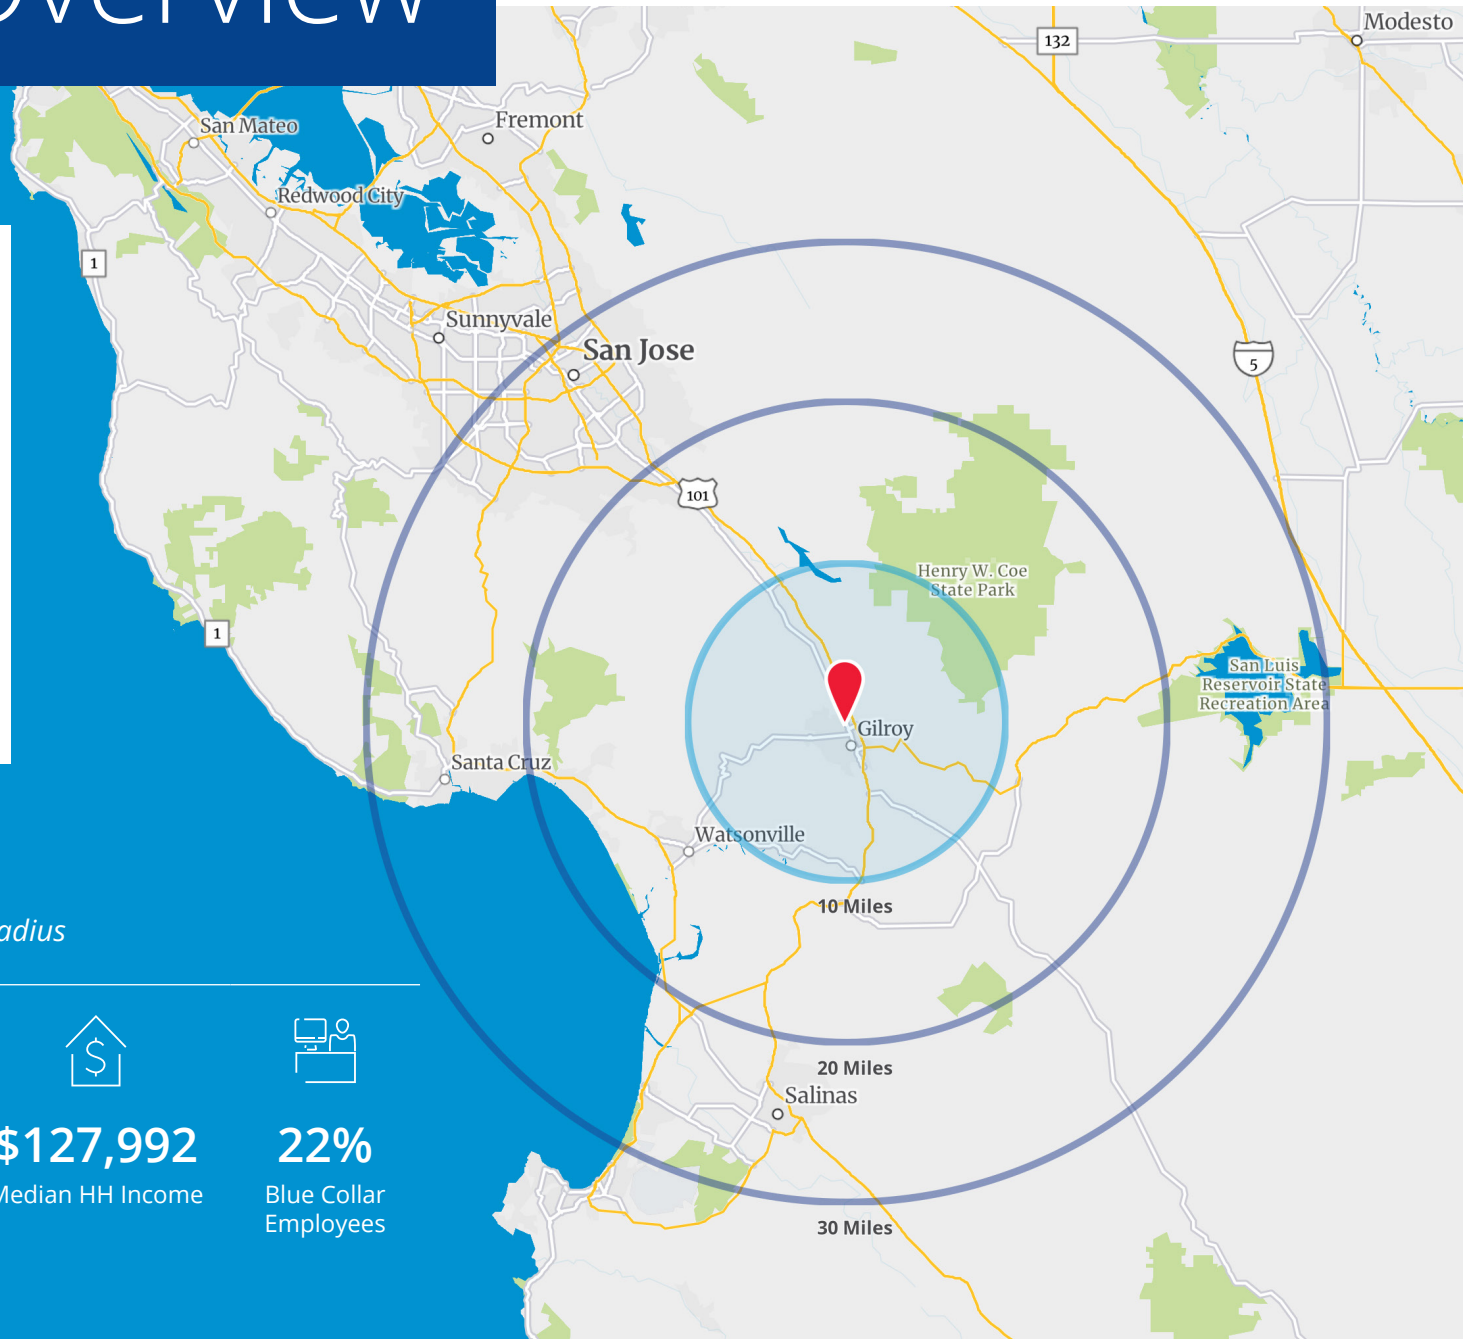 Overview
Modesto
132
San Mateo
Fremont
Redwood City
1
Sunnyvale
San Jose
5
101
Henry W. Coe
State Park
1
San Luis
Reservoir State
Recreation Area
Gilroy
Santa Cruz
Watsonville
10 Miles
adius
20 Miles
Salinas
$127,992
22%
Median HH Income
Blue Collar
Employees
30 Miles